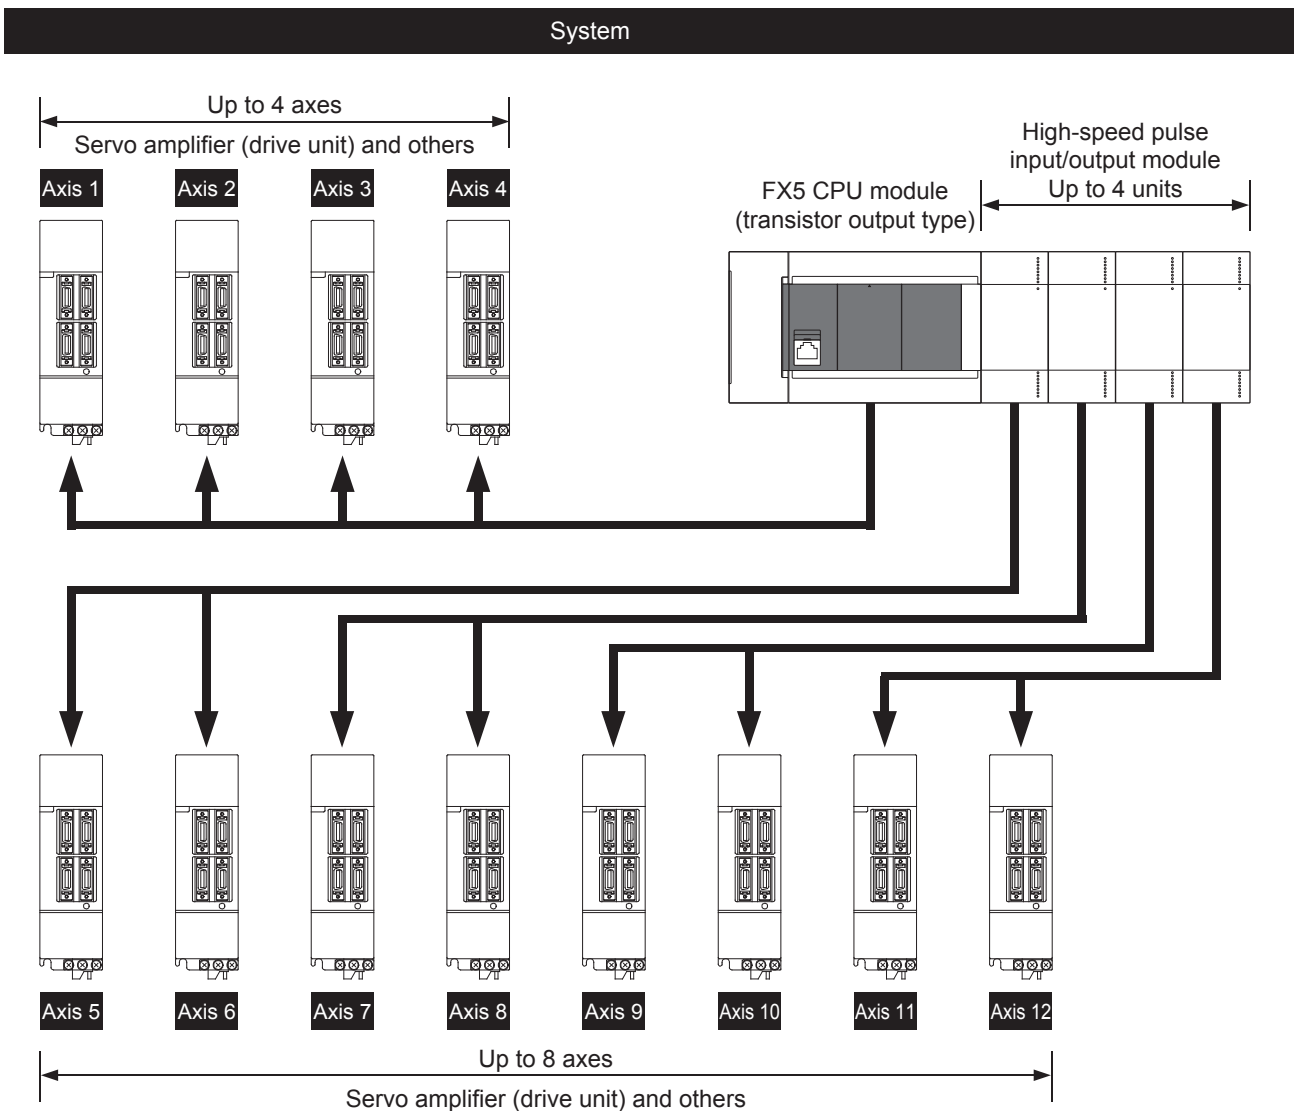 System
Up to 4 axes
Servo amplifier (drive unit) and others
Axis 1
Axis 2
Axis 3
Axis 4
FX5 CPU module
(transistor output type)
High-speed pulse
input/output module
Up to 4 units
Axis 5
Axis 6
Axis 7
Axis 8
Axis 9
Axis 10
Axis 11
Axis 12
Up to 8 axes
Servo amplifier (drive unit) and others